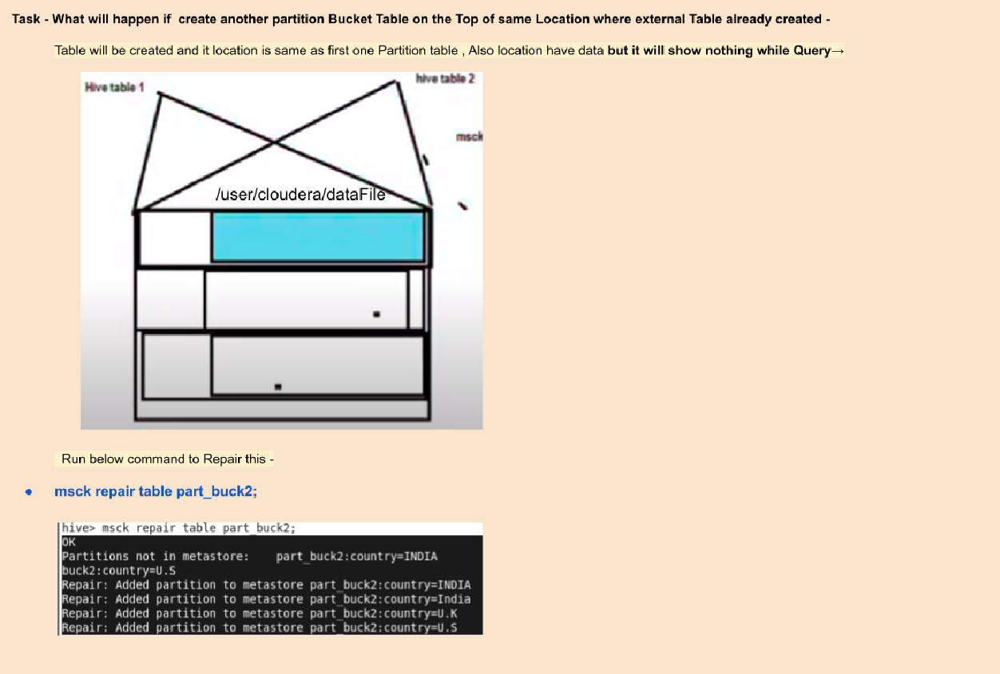 Task - What will happen if create another partition Bucket Table on the Top of same Location where external Table already created -
Table will be created and it location is same as first one Partition table , Also location have data but it will show nothing while Query→
Hive table 1
hive table 2
msck
/user/cloudera/dataFile
Run below command to Repair this -
● msck repair table part_buck2;
hive> msck repair table part_buck2;
OK
Partitions not in metastore: part_buck2:country=INDIA
buck2:country=U.S
Repair: Added partition to metastore part_buck2:country=INDIA
Repair: Added partition to metastore part_buck2:country=India
Repair: Added partition to metastore part_buck2:country=U.K
Repair: Added partition to metastore part_buck2:country=U.S